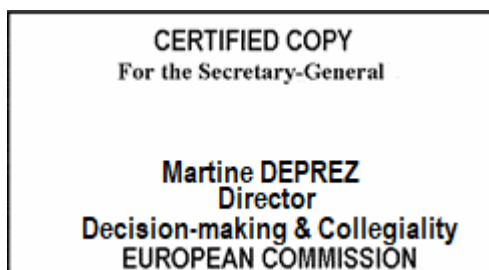 CERTIFIED COPY
For the Secretary-General
Martine DEPREZ
Director
Decision-making & Collegiality
EUROPEAN COMMISSION